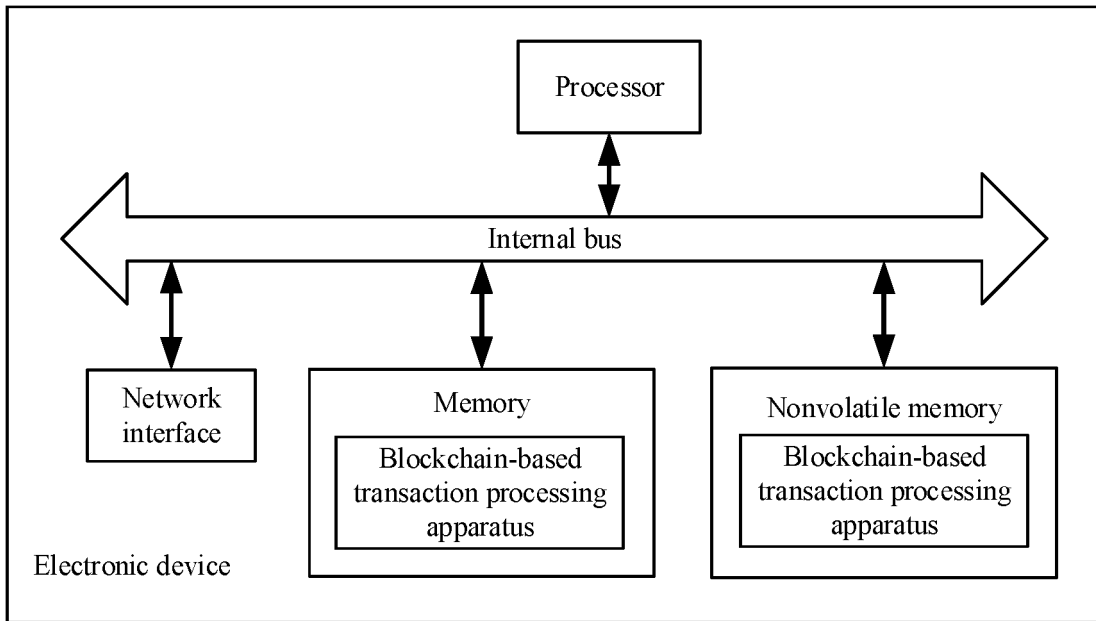 Processor
Internal bus
Network
interface
Memory
Blockchain-based
transaction processing
apparatus
Nonvolatile memory
Blockchain-based
transaction processing
apparatus
Electronic device